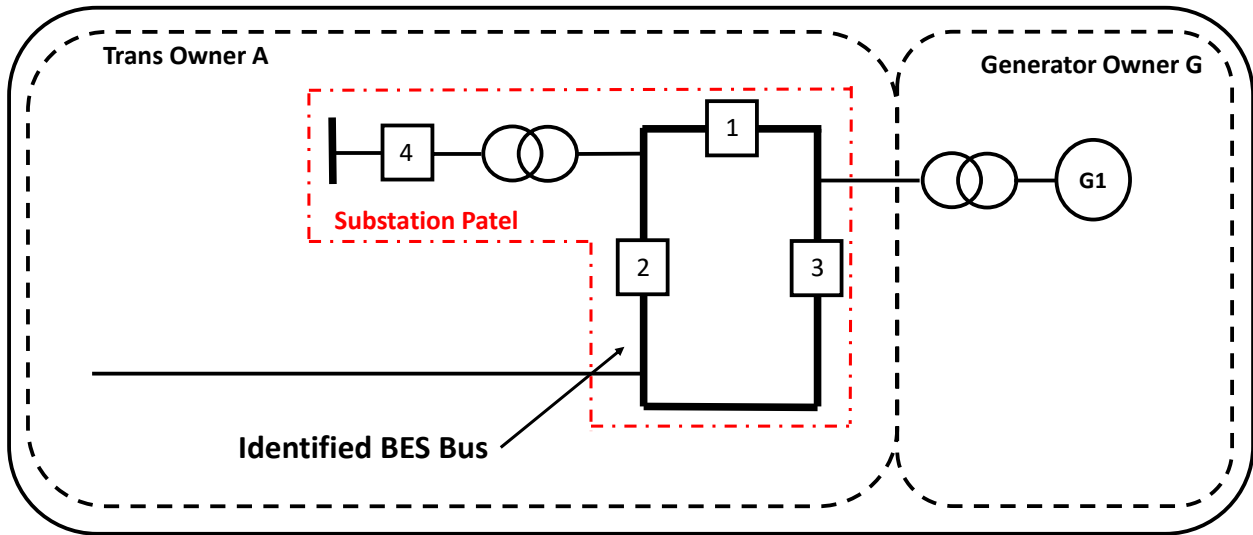 Trans Owner A
Generator Owner G
1
4
G1
Substation Patel
2
3
Identified BES Bus